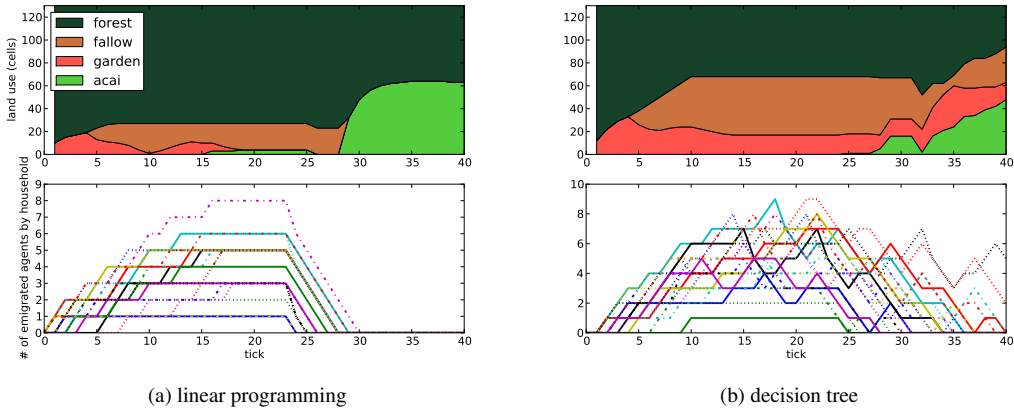 land use (cells)
120
100
80
60
40
20
0
forest
fallow
garden
acai
0 5 10 15 20 25 30 35 40
120
100
80
60
40
20
0
0 5 10 15 20 25 30 35 40
# of emigrated agents by household
9
8
7
6
5
4
3
2
1
0
0 5 10 15 20 25 30 35 40
tick
10
8
6
4
2
0
0 5 10 15 20 25 30 35 40
tick
(a) linear programming
(b) decision tree